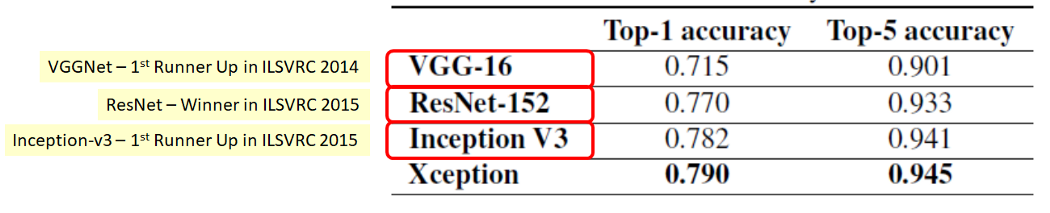 Top-1 accuracy Top-5 accuracy
VGGNet – 1st Runner Up in ILSVRC 2014 VGG-16 0.715 0.901
ResNet – Winner in ILSVRC 2015 ResNet-152 0.770 0.933
Inception-v3 – 1st Runner Up in ILSVRC 2015 Inception V3 0.782 0.941
Xception 0.790 0.945